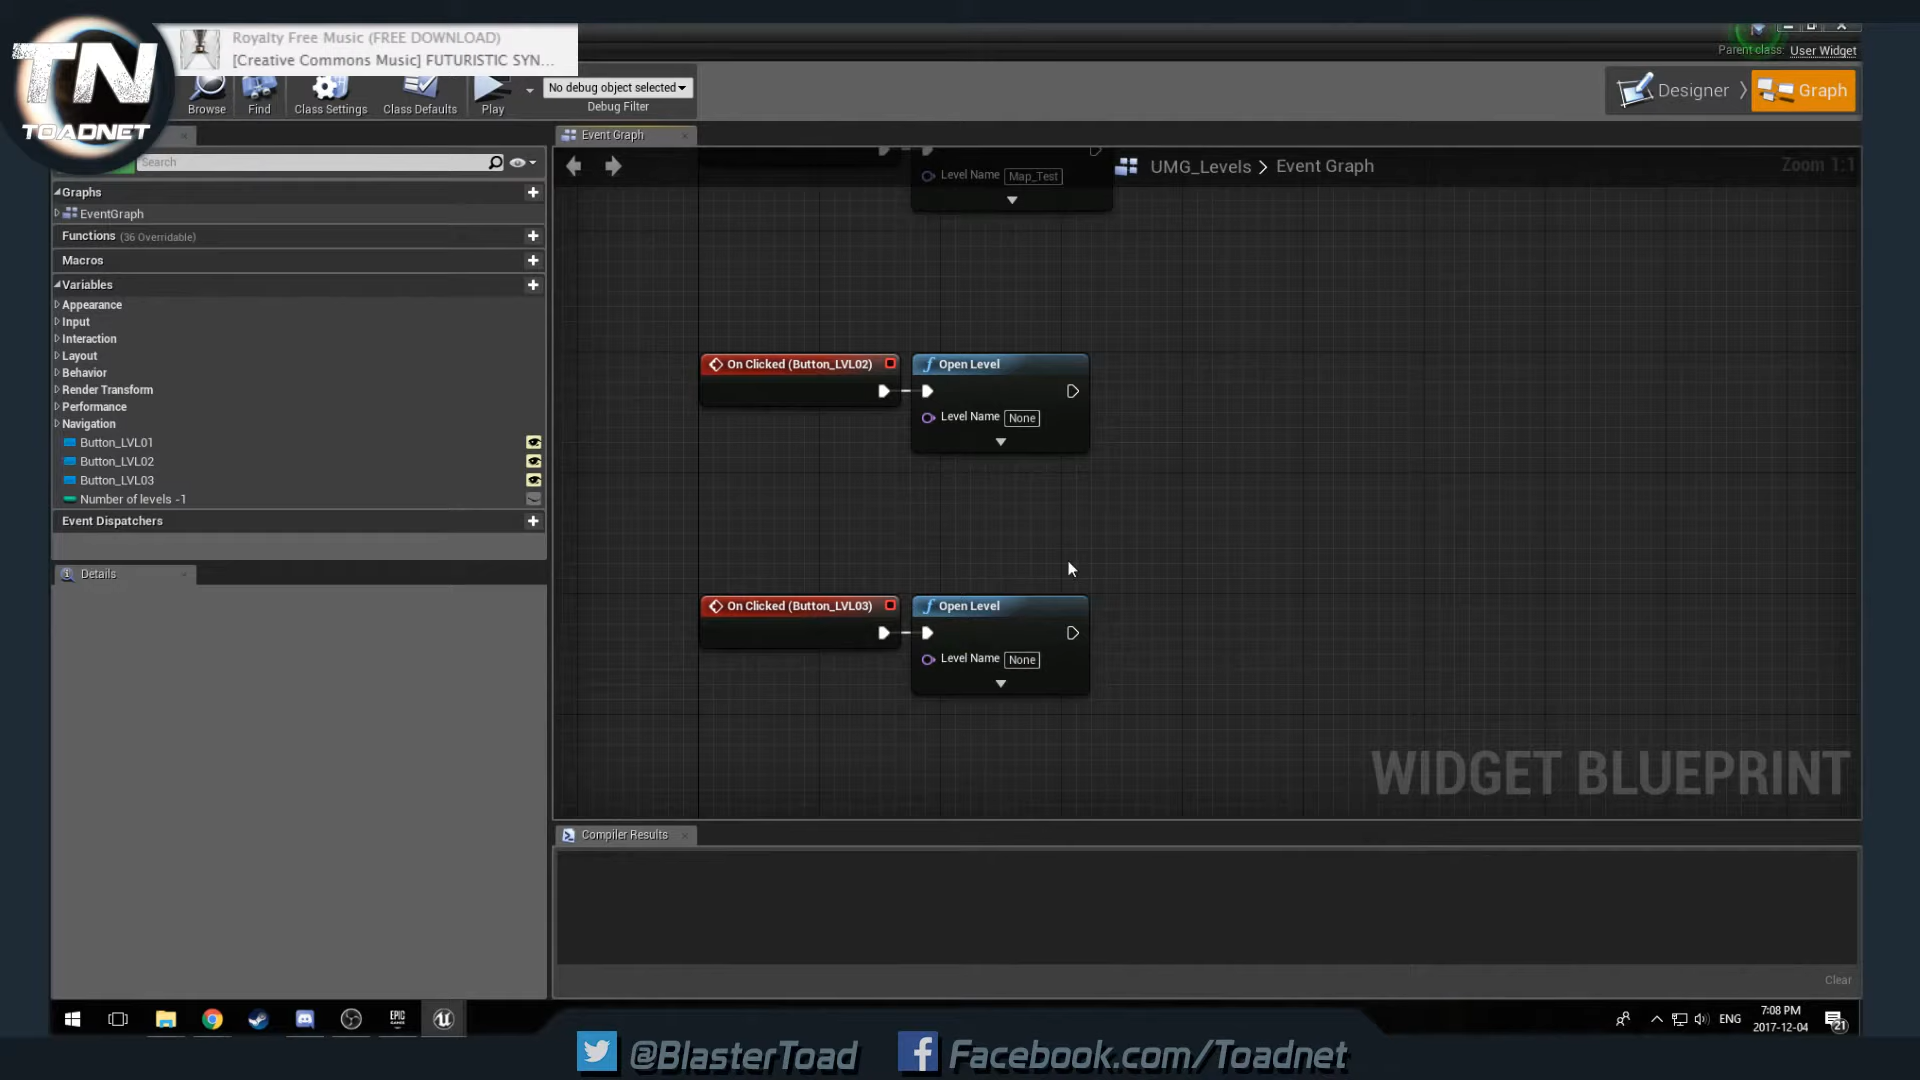 TN
TOADNET
Royalty Free Music (FREE DOWNLOAD)
[Creative Commons Music] FUTURISTIC SYN...
Parent class: User Widget
Browse
Find
Class Settings
Class Defaults
Play
No debug object selected
Debug Filter
Designer
Graph
Event Graph
Search
UMG_Levels > Event Graph
Zoom 1:1
Graphs
EventGraph
Functions (36 Overridable)
Macros
Variables
Appearance
Input
Interaction
Layout
Behavior
Render Transform
Performance
Navigation
Button_LVL01
Button_LVL02
Button_LVL03
Number of levels -1
Event Dispatchers
Details
Level Name Map_Test
On Clicked (Button_LVL02)
Open Level
Level Name None
On Clicked (Button_LVL03)
Open Level
Level Name None
WIDGET BLUEPRINT
Compiler Results
Clear
EPIC GAMES
ENG
7:08 PM
2017-12-04
21
@BlasterToad
Facebook.com/Toadnet